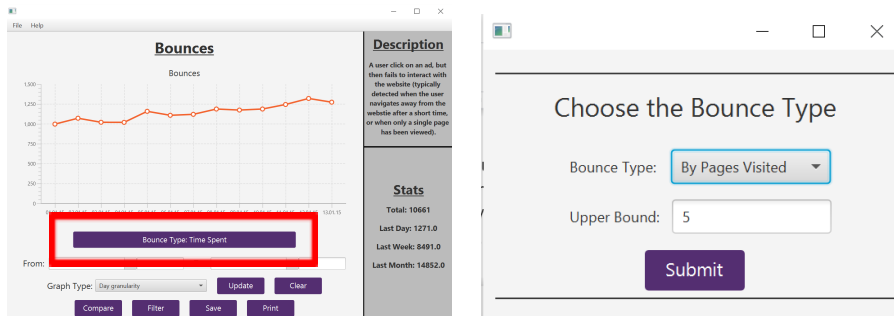 File Help
Bounces
Bounces
1,500
1,250
1,000
750
500
250
0
13.01.15
Bounce Type: Time Spent
From:
Graph Type: Day granularity
Update
Clear
Compare
Filter
Save
Print
Description
A user click on an ad, but
then fails to interact with
the website (typically
detected when the user
navigates away from the
webstie after a short time,
or when only a single page
has been viewed).
Stats
Total: 10661
Last Day: 1271.0
Last Week: 8491.0
Last Month: 14852.0
Choose the Bounce Type
Bounce Type: By Pages Visited
Upper Bound: 5
Submit